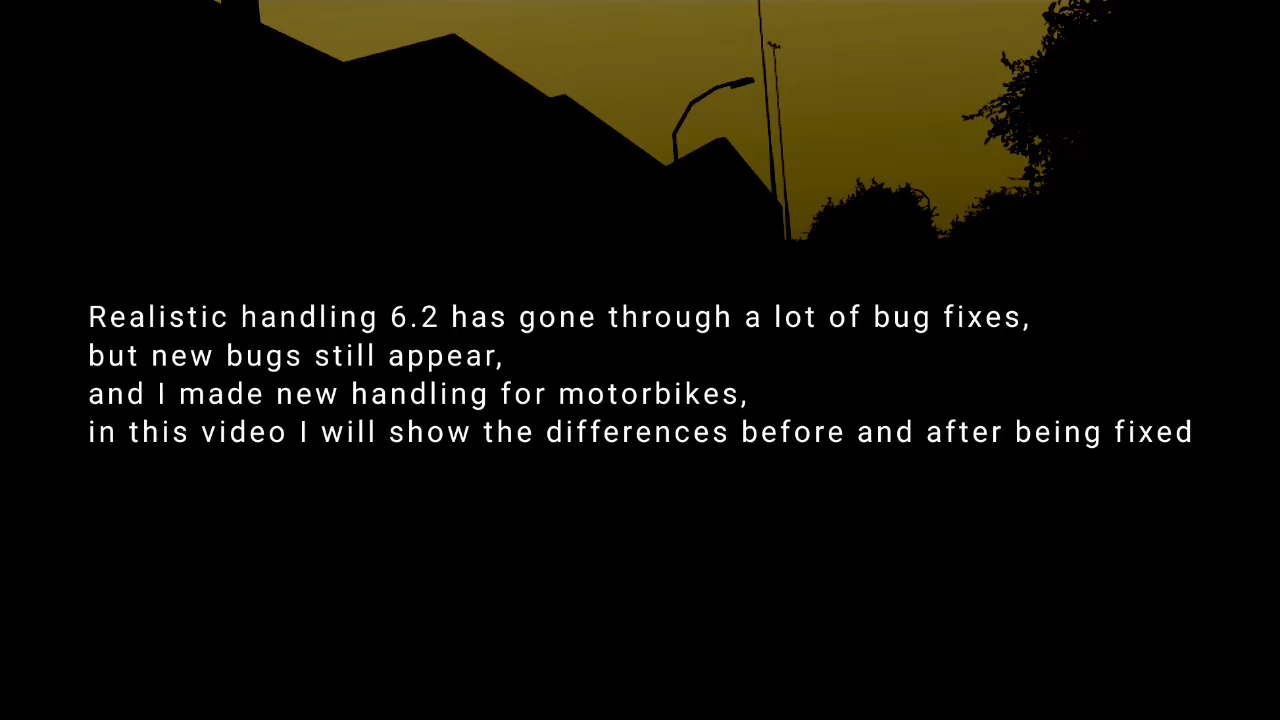 Realistic handling 6.2 has gone through a lot of bug fixes,
but new bugs still appear,
and I made new handling for motorbikes,
in this video I will show the differences before and after being fixed